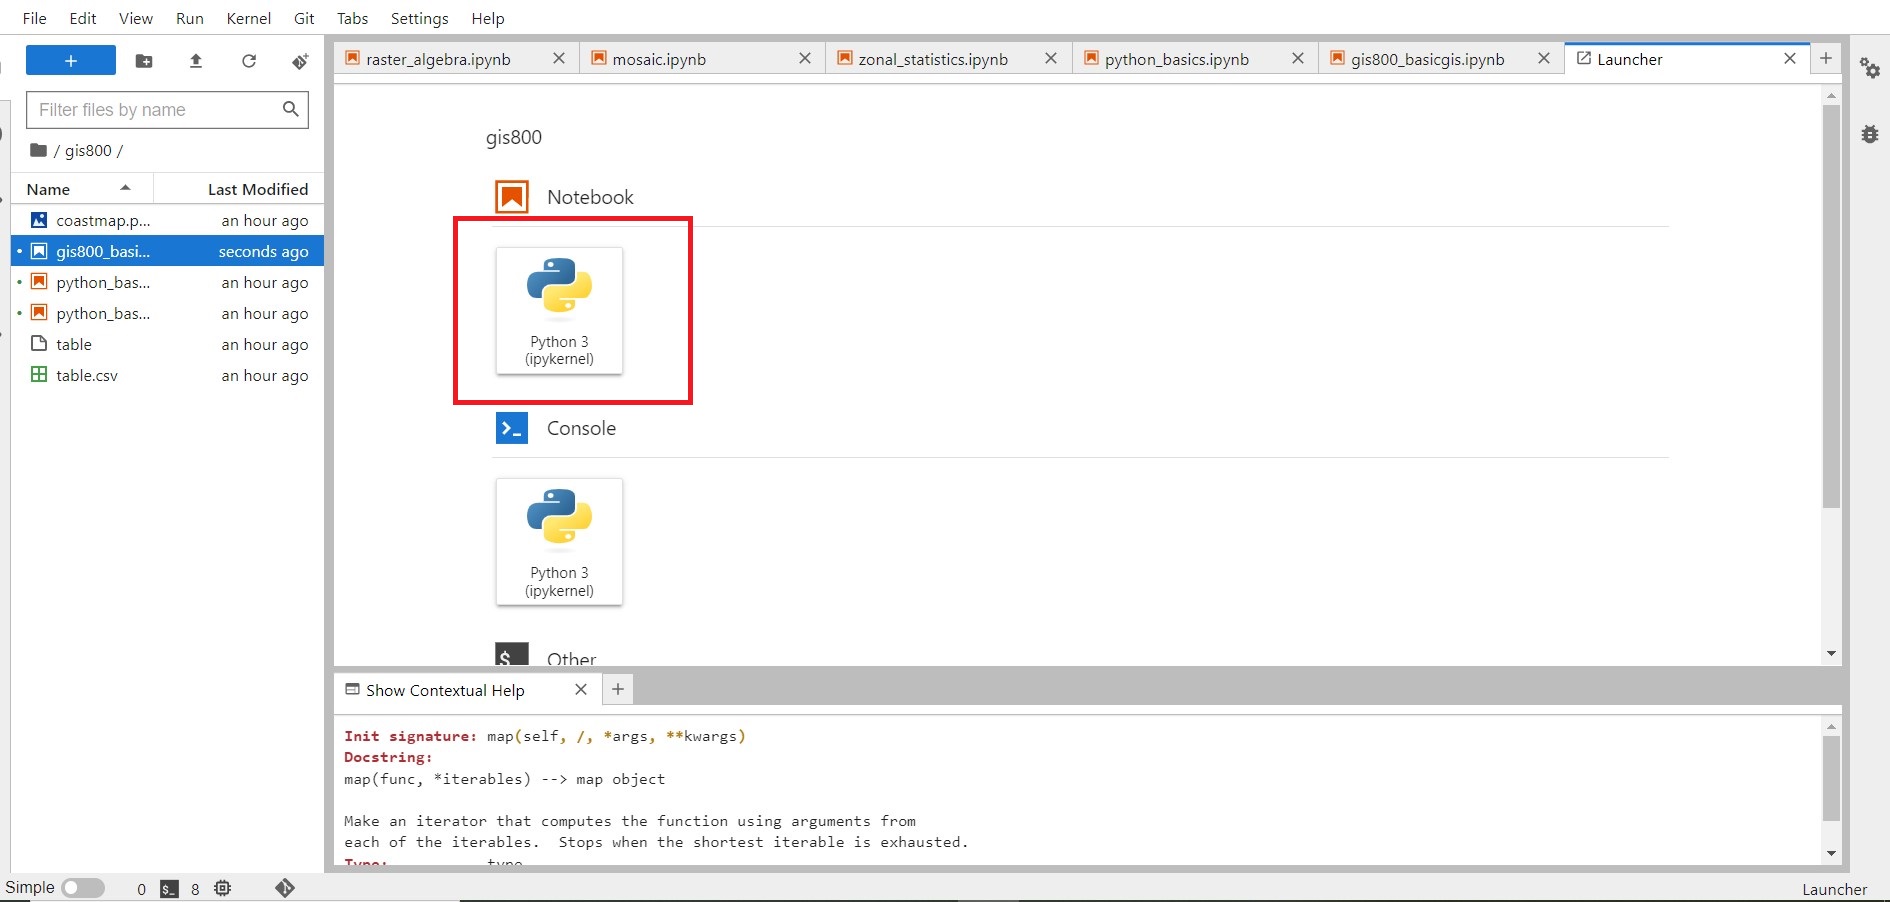 File Edit View Run Kernel Git Tabs Settings Help
+
Filter files by name
/ gis800 /
Name Last Modified
coastmap.p... an hour ago
gis800_basi... seconds ago
python_bas... an hour ago
python_bas... an hour ago
table an hour ago
table.csv an hour ago
raster_algebra.ipynb mosaic.ipynb zonal_statistics.ipynb python_basics.ipynb gis800_basicgis.ipynb Launcher
gis800
Notebook
Python 3
(ipykernel)
Console
Python 3
(ipykernel)
$_ Other
Show Contextual Help
Init signature: map(self, /, *args, **kwargs)
Docstring:
map(func, *iterables) --> map object
Make an iterator that computes the function using arguments from
each of the iterables.  Stops when the shortest iterable is exhausted.
Type: type
Simple 0 $_ 8 Launcher